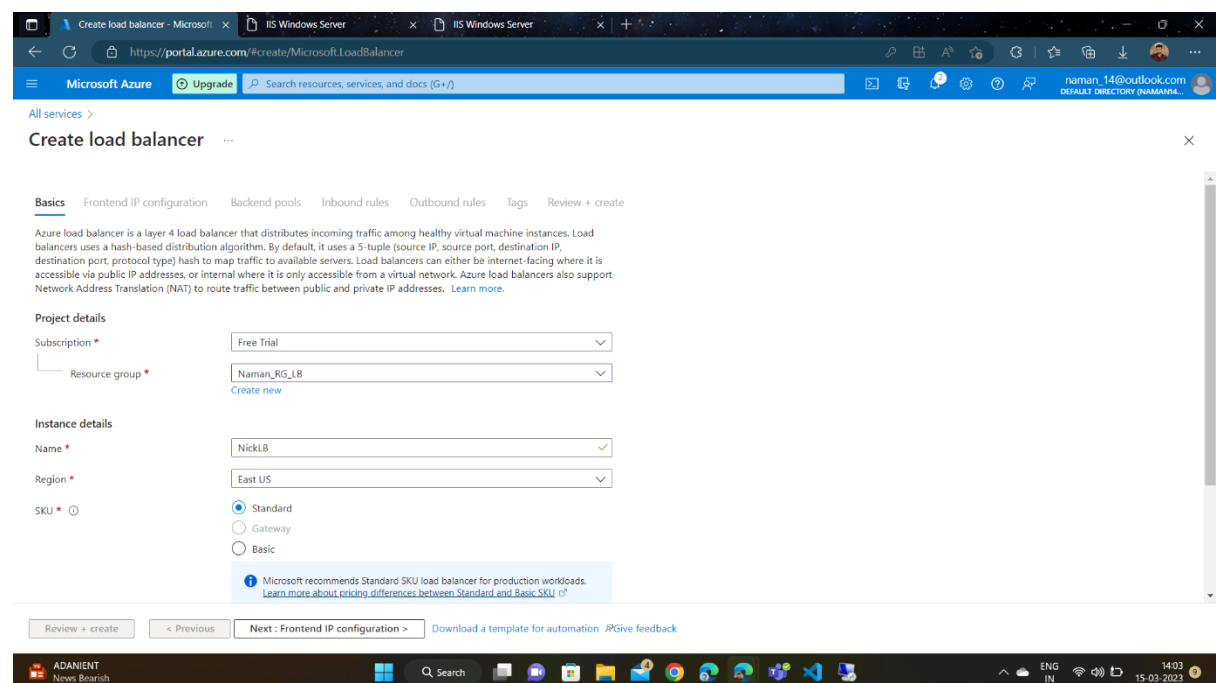 Create load balancer - Microsoft
IIS Windows Server
IIS Windows Server
https://portal.azure.com/#create/Microsoft.LoadBalancer
Microsoft Azure
Upgrade
Search resources, services, and docs (G+/)
2
naman_14@outlook.com
DEFAULT DIRECTORY (NAMAN14...
All services >
Create load balancer ...
Basics Frontend IP configuration Backend pools Inbound rules Outbound rules Tags Review + create
Azure load balancer is a layer 4 load balancer that distributes incoming traffic among healthy virtual machine instances. Load
balancers uses a hash-based distribution algorithm. By default, it uses a 5-tuple (source IP, source port, destination IP,
destination port, protocol type) hash to map traffic to available servers. Load balancers can either be internet-facing where it is
accessible via public IP addresses, or internal where it is only accessible from a virtual network. Azure load balancers also support
Network Address Translation (NAT) to route traffic between public and private IP addresses. Learn more.
Project details
Subscription *
Free Trial
Resource group *
Naman_RG_LB
Create new
Instance details
Name *
NickLB
Region *
East US
SKU *
Standard
Gateway
Basic
Microsoft recommends Standard SKU load balancer for production workloads.
Learn more about pricing differences between Standard and Basic SKU
Review + create
< Previous
Next : Frontend IP configuration >
Download a template for automation
Give feedback
ADANIENT
News Bearish
Search
4
ENG
IN
14:03
15-03-2023
9